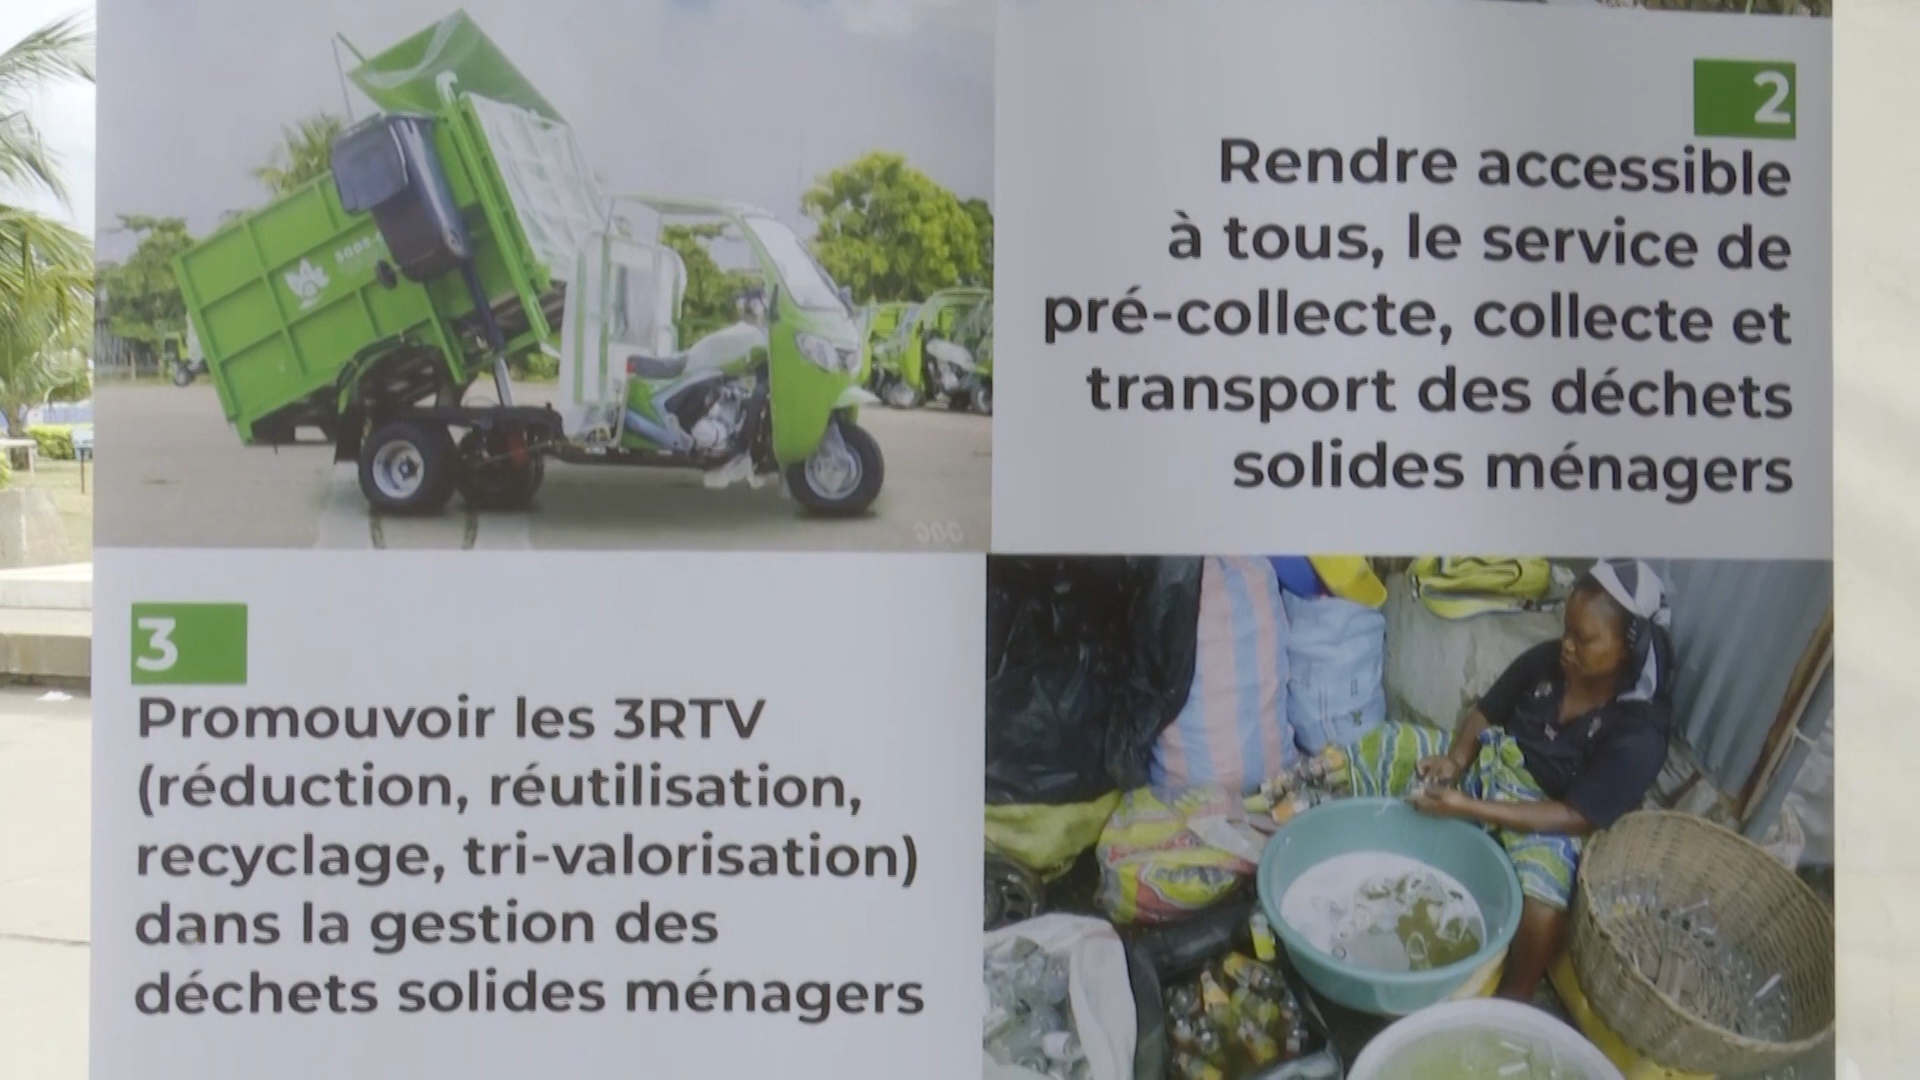 2
Rendre accessible
à tous, le service de
pré-collecte, collecte et
transport des déchets
solides ménagers
3
Promouvoir les 3RTV
(réduction, réutilisation,
recyclage, tri-valorisation)
dans la gestion des
déchets solides ménagers